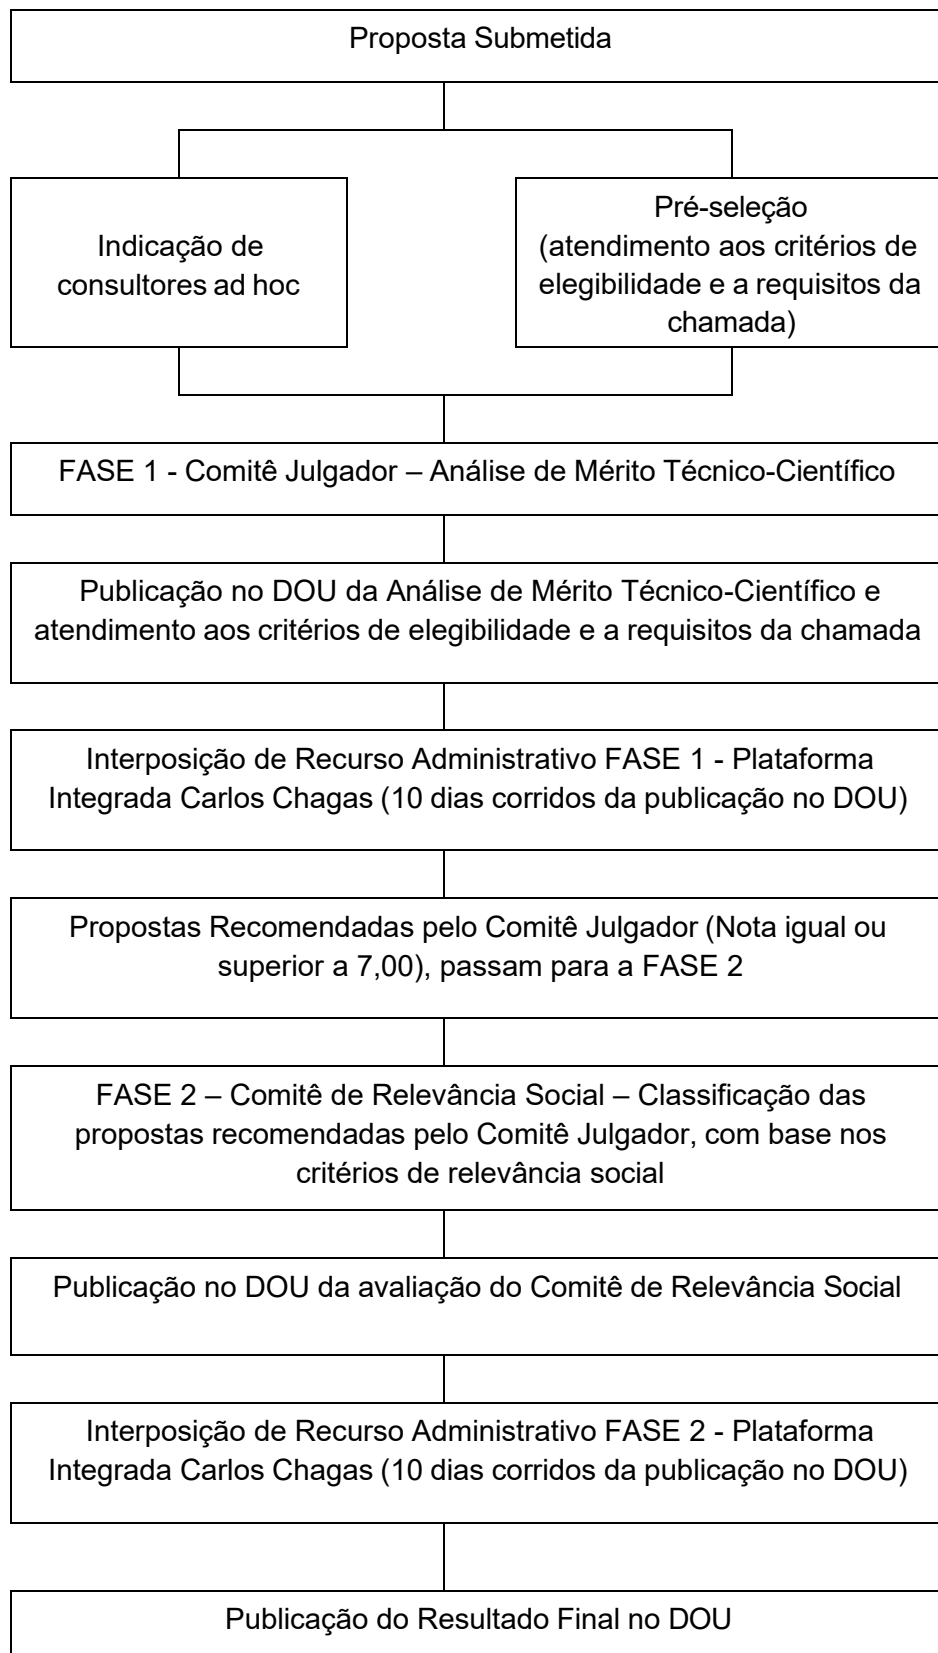 Proposta Submetida
Indicação de
consultores ad hoc
Pré-seleção
(atendimento aos critérios de
elegibilidade e a requisitos da
chamada)
FASE 1 - Comitê Julgador – Análise de Mérito Técnico-Científico
Publicação no DOU da Análise de Mérito Técnico-Científico e
atendimento aos critérios de elegibilidade e a requisitos da chamada
Interposição de Recurso Administrativo FASE 1 - Plataforma
Integrada Carlos Chagas (10 dias corridos da publicação no DOU)
Propostas Recomendadas pelo Comitê Julgador (Nota igual ou
superior a 7,00), passam para a FASE 2
FASE 2 – Comitê de Relevância Social – Classificação das
propostas recomendadas pelo Comitê Julgador, com base nos
critérios de relevância social
Publicação no DOU da avaliação do Comitê de Relevância Social
Interposição de Recurso Administrativo FASE 2 - Plataforma
Integrada Carlos Chagas (10 dias corridos da publicação no DOU)
Publicação do Resultado Final no DOU